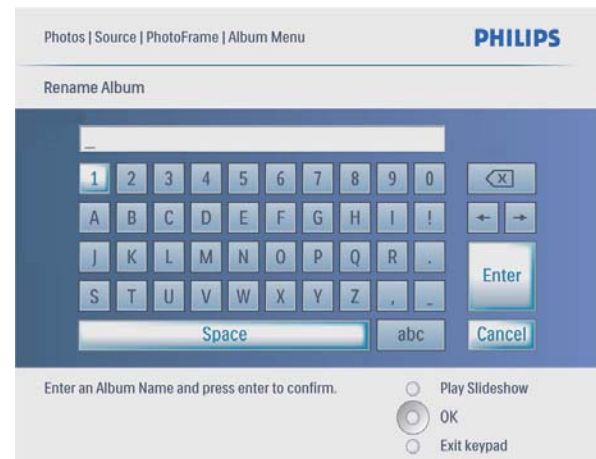 Photos | Source | PhotoFrame | Album Menu
PHILIPS
Rename Album
_
1 2 3 4 5 6 7 8 9 0
A B C D E F G H I !
J K L M N O P Q R .
Enter
S T U V W X Y Z , _
Space abc Cancel
Enter an Album Name and press enter to confirm.
Play Slideshow
OK
Exit keypad